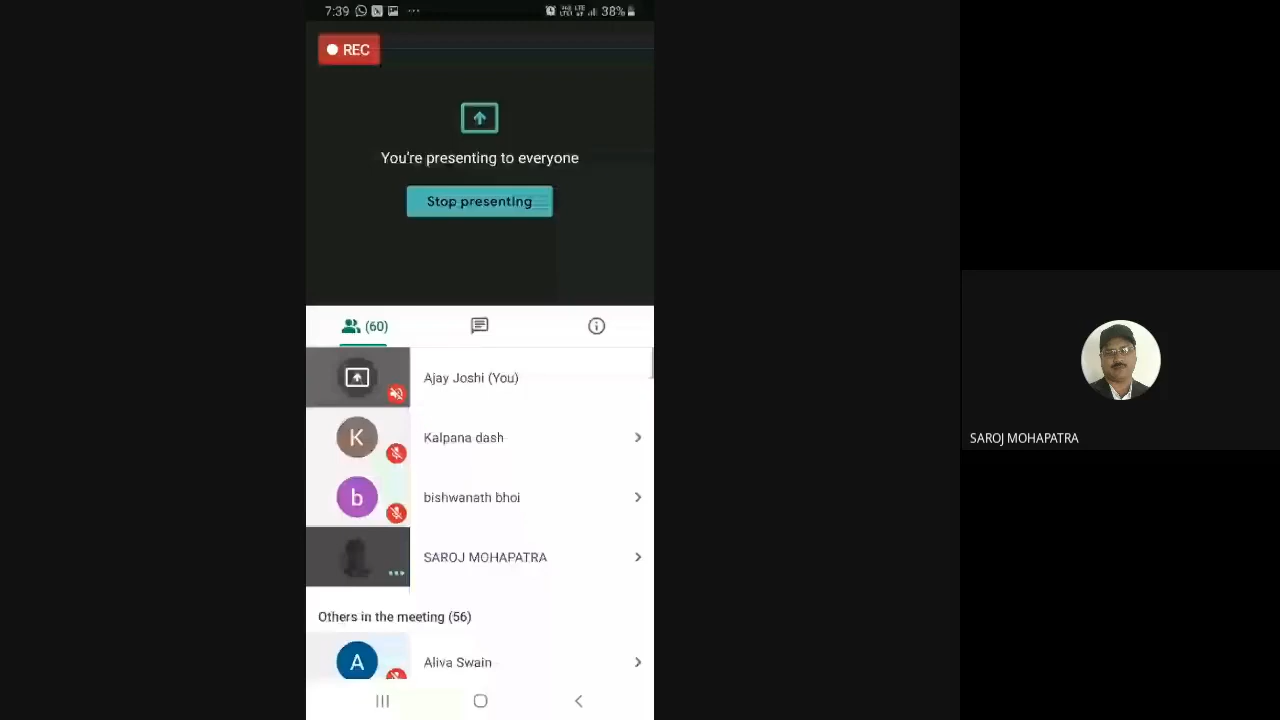 7:39
38%
REC
You're presenting to everyone
Stop presenting
(60)
Ajay Joshi (You)
K
Kalpana dash
b
bishwanath bhoi
SAROJ MOHAPATRA
Others in the meeting (56)
A
Aliva Swain
SAROJ MOHAPATRA